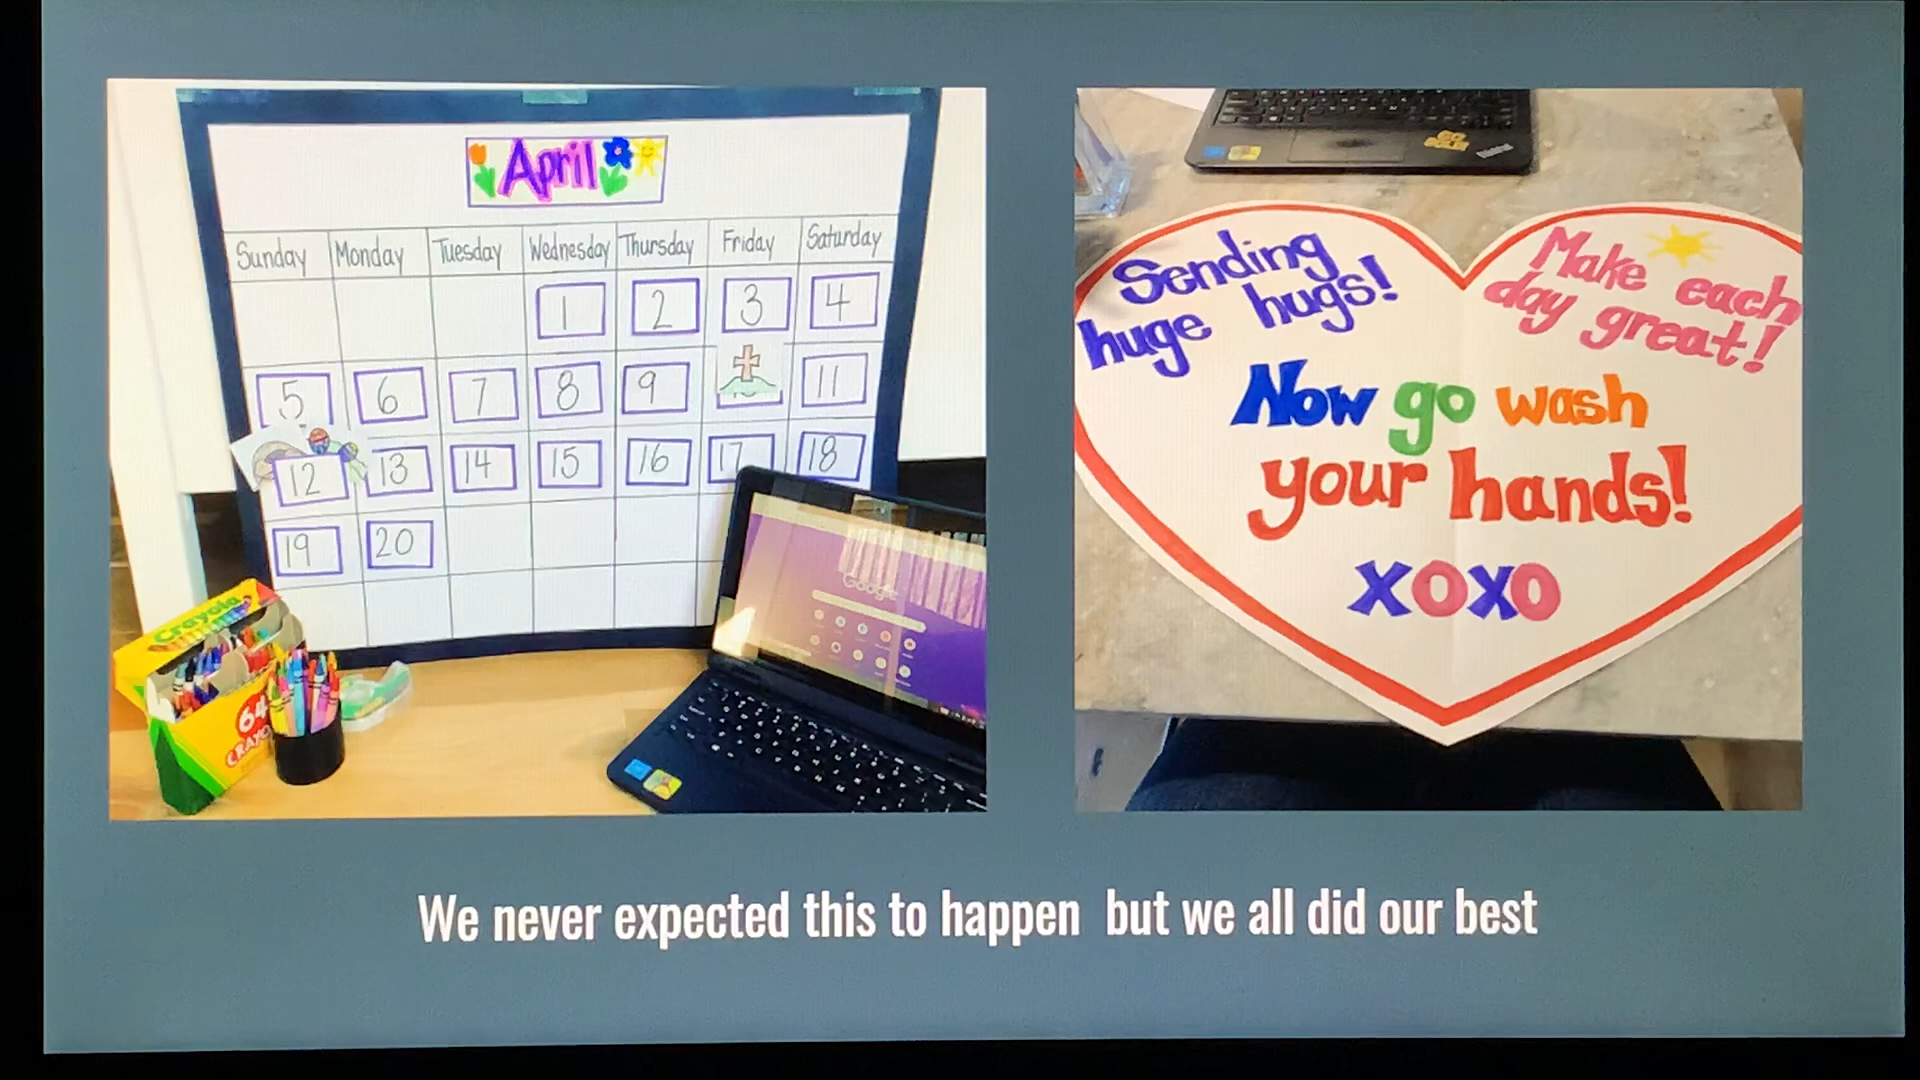 April
Sunday Monday Tuesday Wednesday Thursday Friday Saturday
1 2 3 4
5 6 7 8 9 11
12 13 14 15 16 17 18
19 20
Crayola
64
Google
Sending
huge hugs!
Make each
day great!
Now go wash
your hands!
XOXO
We never expected this to happen but we all did our best